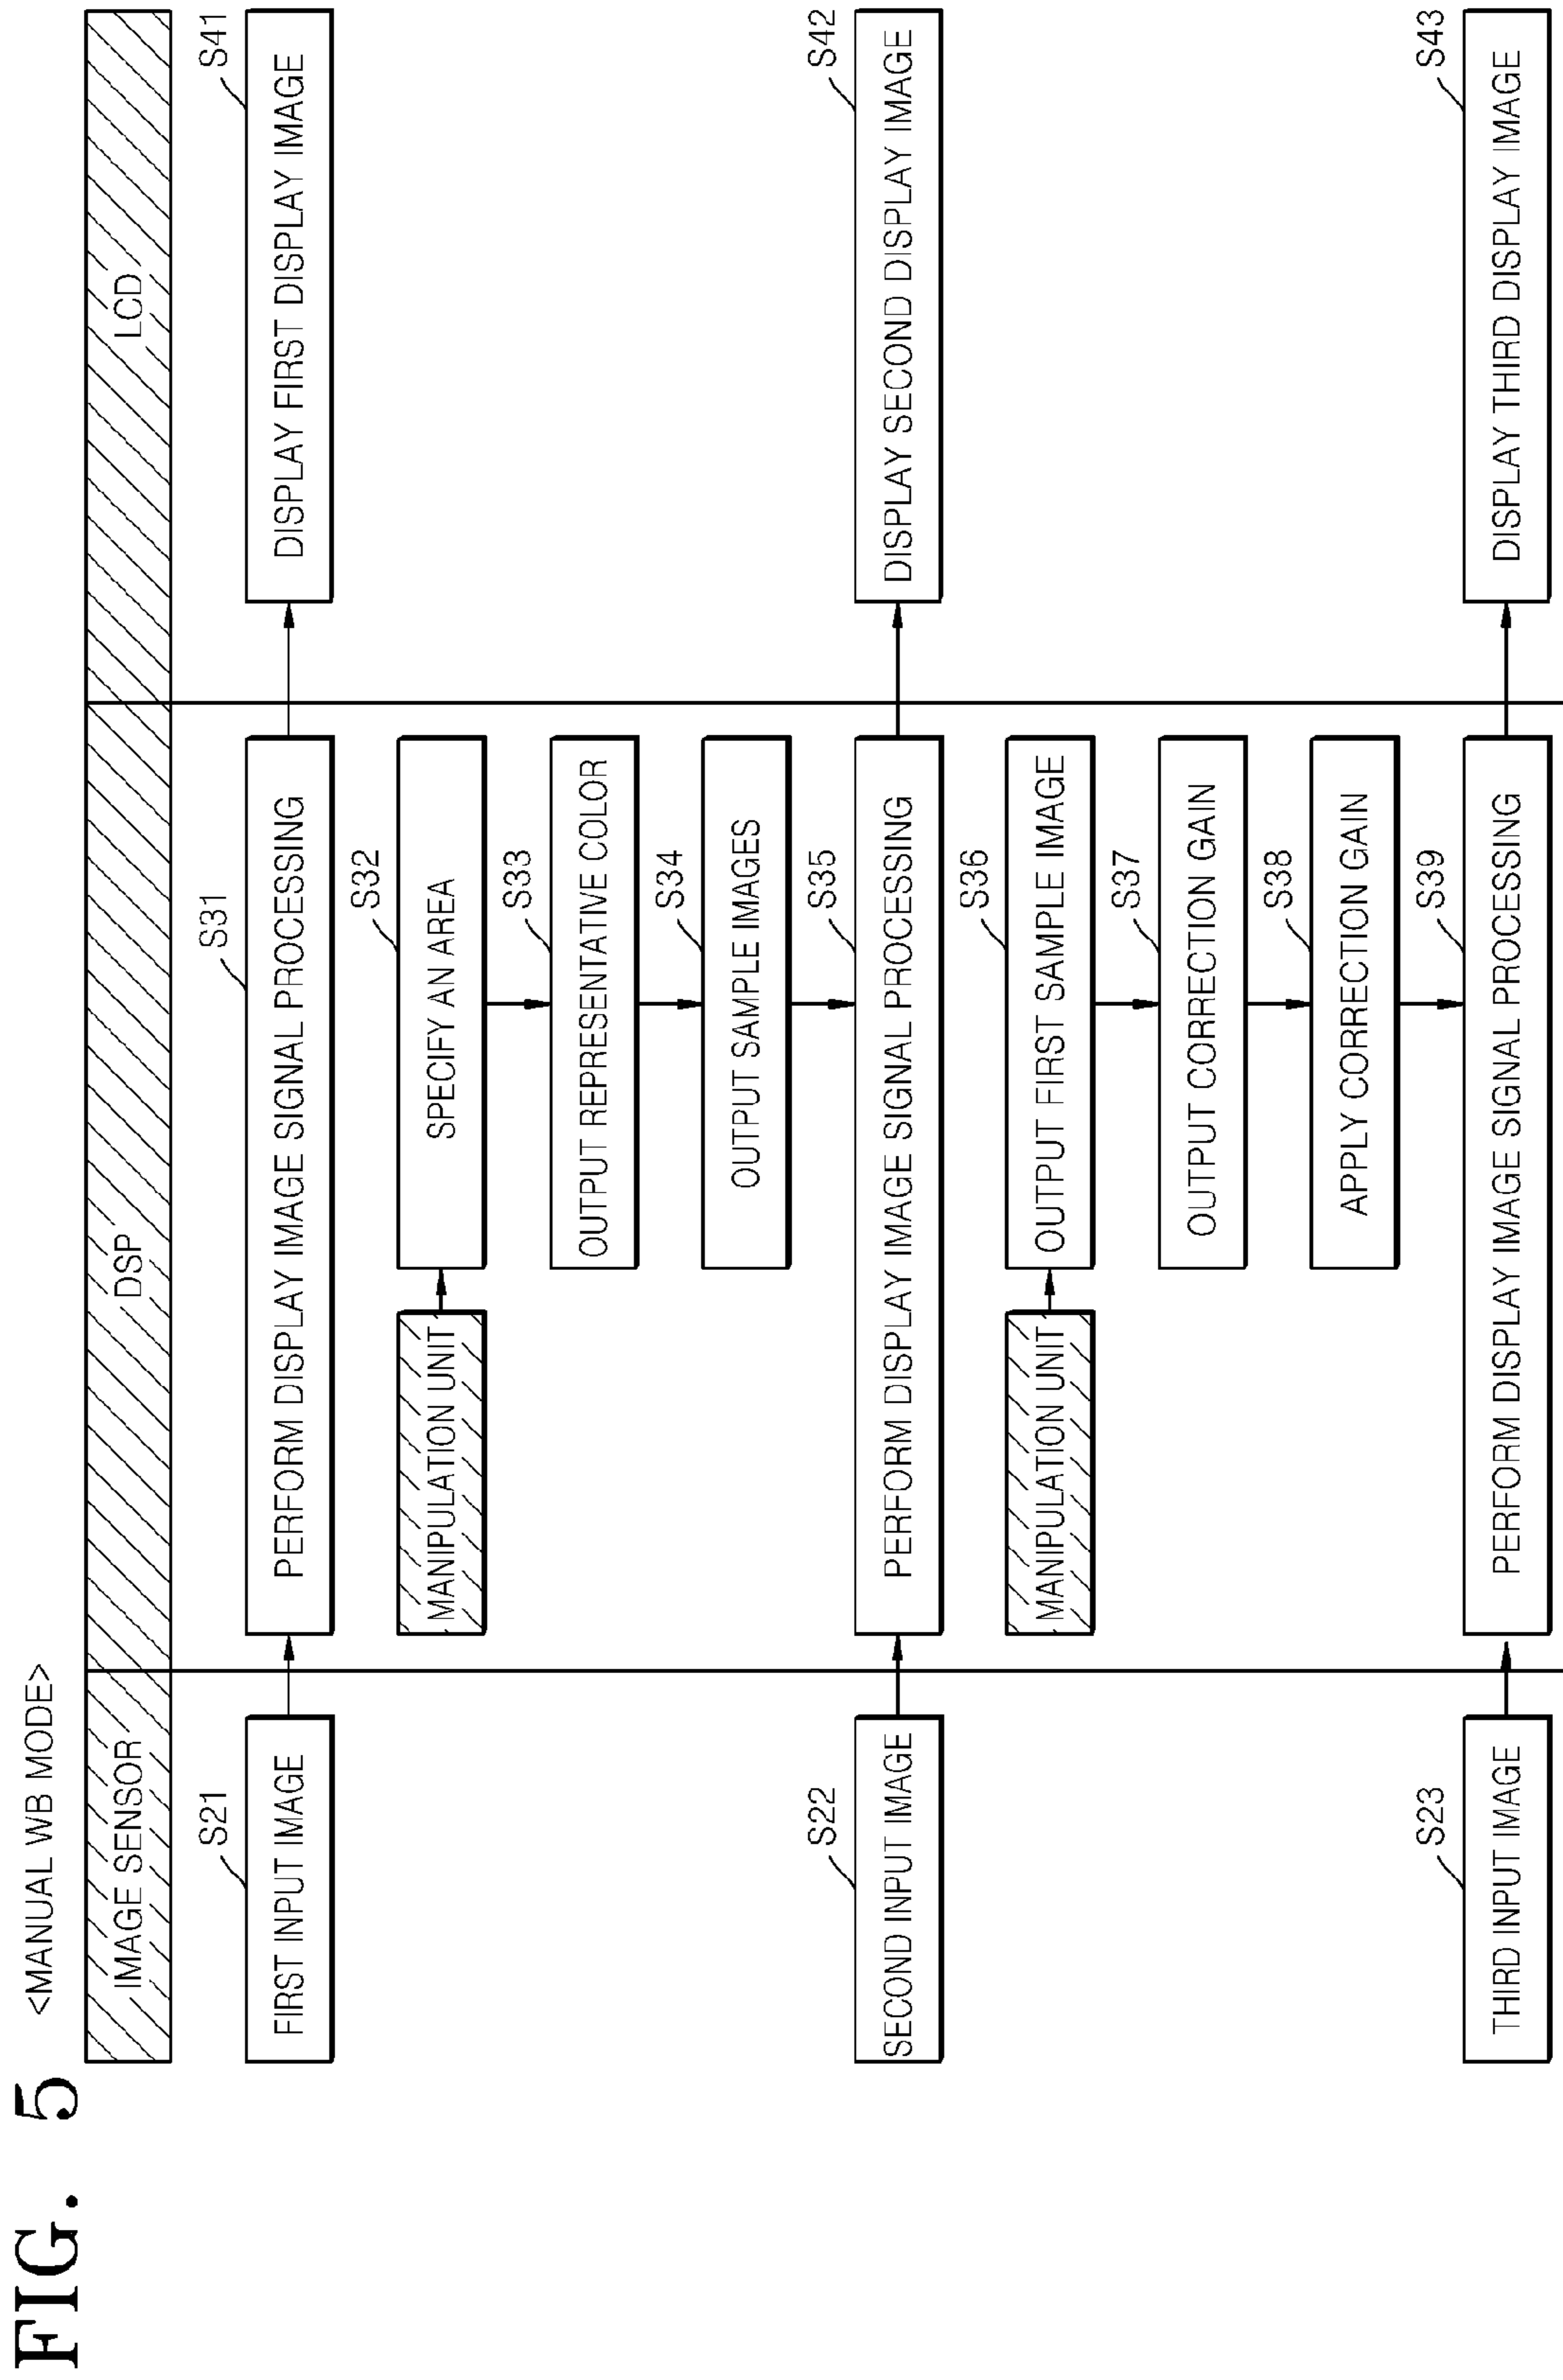 FIG. 5
<MANUAL WB MODE>
IMAGE SENSOR
DSP
LCD
S21
FIRST INPUT IMAGE
S31
PERFORM DISPLAY IMAGE SIGNAL PROCESSING
S41
DISPLAY FIRST DISPLAY IMAGE
MANIPULATION UNIT
S32
SPECIFY AN AREA
S33
OUTPUT REPRESENTATIVE COLOR
S34
OUTPUT SAMPLE IMAGES
S22
SECOND INPUT IMAGE
S35
PERFORM DISPLAY IMAGE SIGNAL PROCESSING
S42
DISPLAY SECOND DISPLAY IMAGE
MANIPULATION UNIT
S36
OUTPUT FIRST SAMPLE IMAGE
S37
OUTPUT CORRECTION GAIN
S38
APPLY CORRECTION GAIN
S23
THIRD INPUT IMAGE
S39
PERFORM DISPLAY IMAGE SIGNAL PROCESSING
S43
DISPLAY THIRD DISPLAY IMAGE